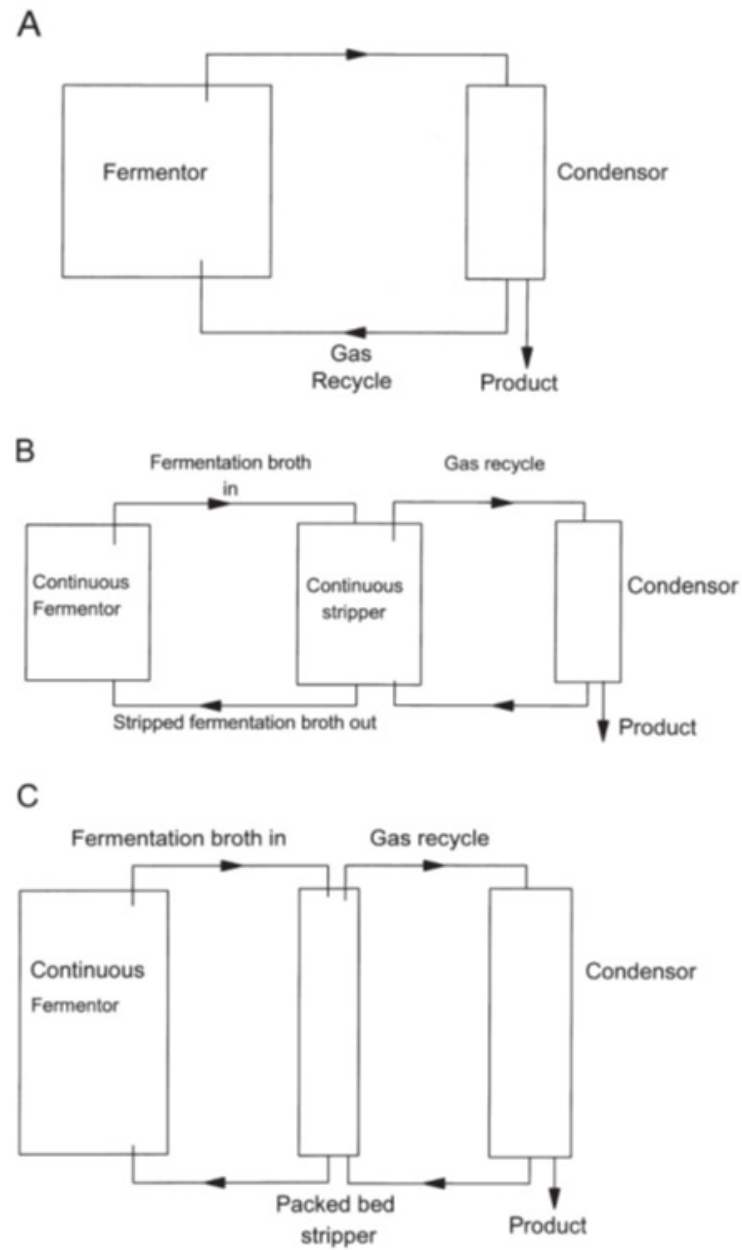 A
Fermentor
Condensor
Gas
Recycle
Product
B
Fermentation broth
in
Gas recycle
Continuous
Fermentor
Continuous
stripper
Condensor
Stripped fermentation broth out
Product
C
Fermentation broth in
Gas recycle
Continuous
Fermentor
Condensor
Packed bed
stripper
Product